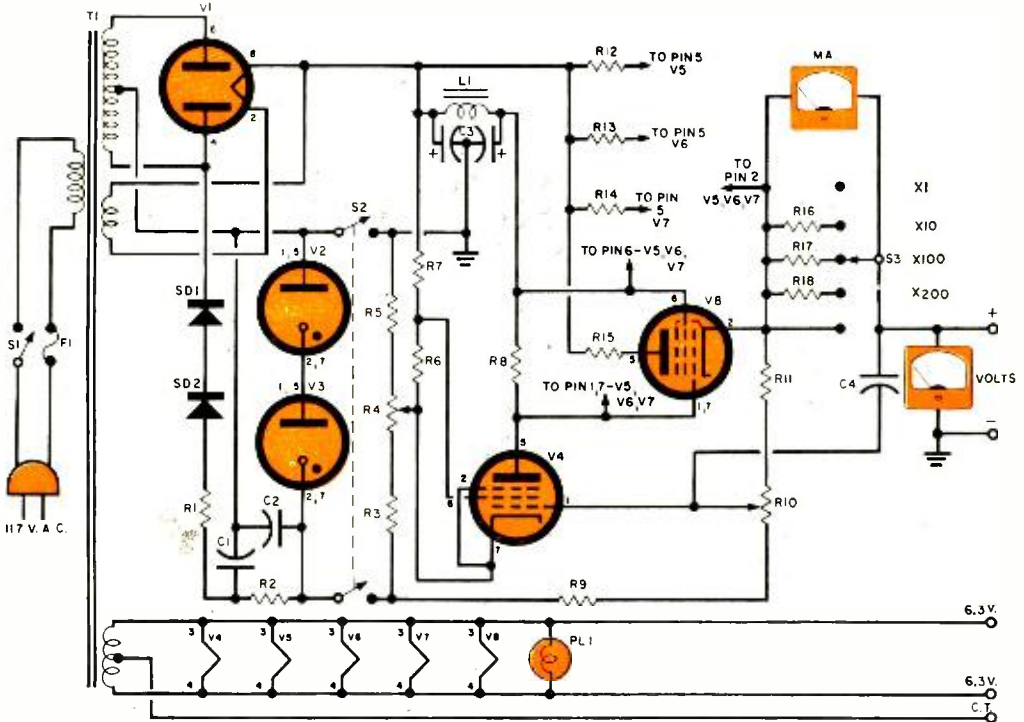 T1
V1
6
8
2
4
L1
C3
+
+
R12
TO PIN 5
V5
R13
TO PIN 5
V6
R14
TO PIN
5
V7
MA
TO
PIN 2
V5,V6,V7
X1
R16
X10
R17
S3
X100
R18
X200
S2
1,5
V2
2,7
R7
TO PIN6-V5,V6,
V7
6
V8
2
5
1,7
R15
SD1
R5
R6
R8
S1
F1
SD2
1,5
V3
2,7
R4
TO PIN 1,7-V5,
V6,V7
R11
C4
+
VOLTS
-
5
V4
2
6
1
7
R10
117 V. A C.
R1
C2
C1
R3
R2
R9
6.3 V.
3
V4
4
3
V5
4
3
V6
4
3
V7
4
3
V8
4
PL1
6.3 V.
C.T.